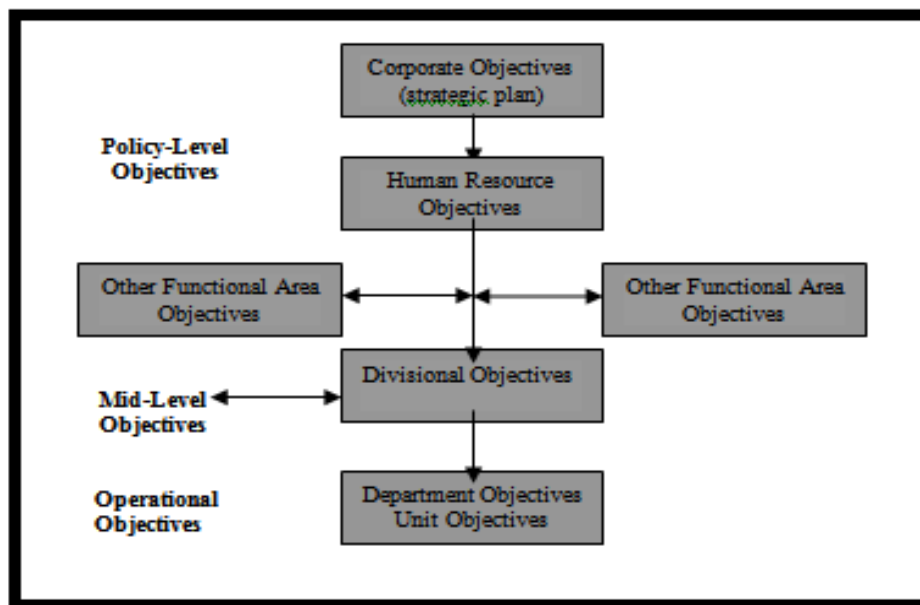 Corporate Objectives
(strategic plan)
Policy-Level
Objectives
Human Resource
Objectives
Other Functional Area
Objectives
Other Functional Area
Objectives
Divisional Objectives
Mid-Level
Objectives
Operational
Objectives
Department Objectives
Unit Objectives